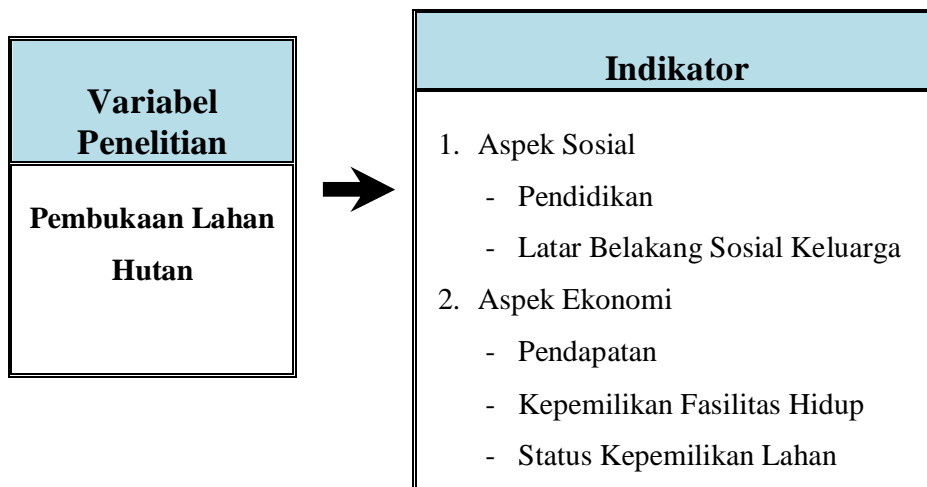 Variabel
Penelitian
Pembukaan Lahan
Hutan
Indikator
1. Aspek Sosial
- Pendidikan
- Latar Belakang Sosial Keluarga
2. Aspek Ekonomi
- Pendapatan
- Kepemilikan Fasilitas Hidup
- Status Kepemilikan Lahan